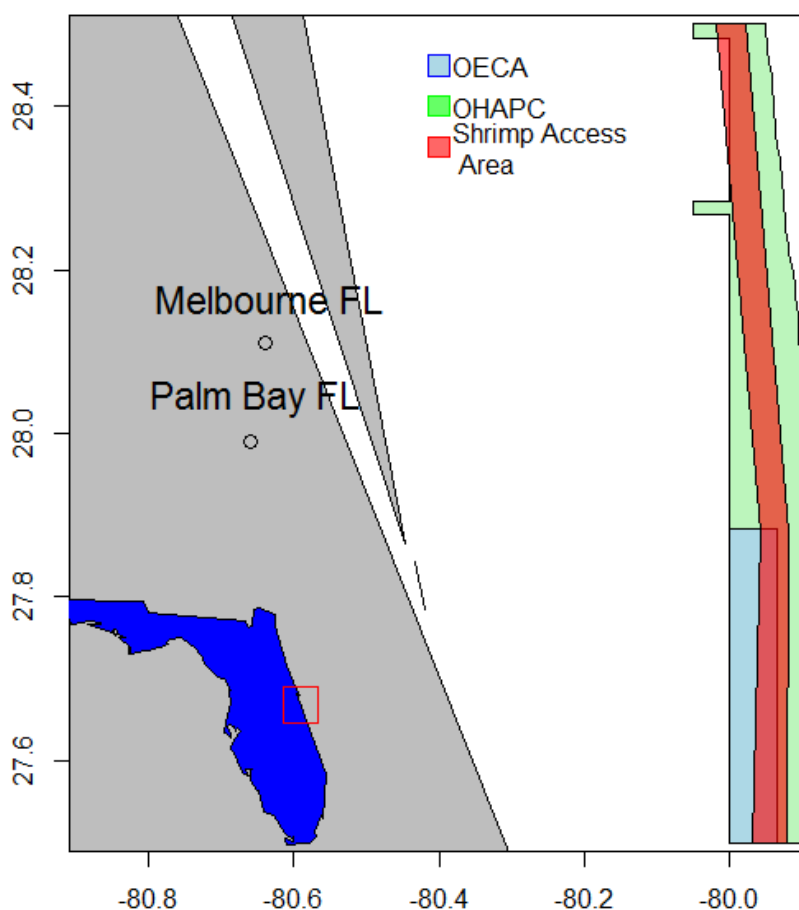 OECA
OHAPC
Shrimp Access
Area
Melbourne FL
Palm Bay FL
28.4
28.2
28.0
27.8
27.6
-80.8
-80.6
-80.4
-80.2
-80.0